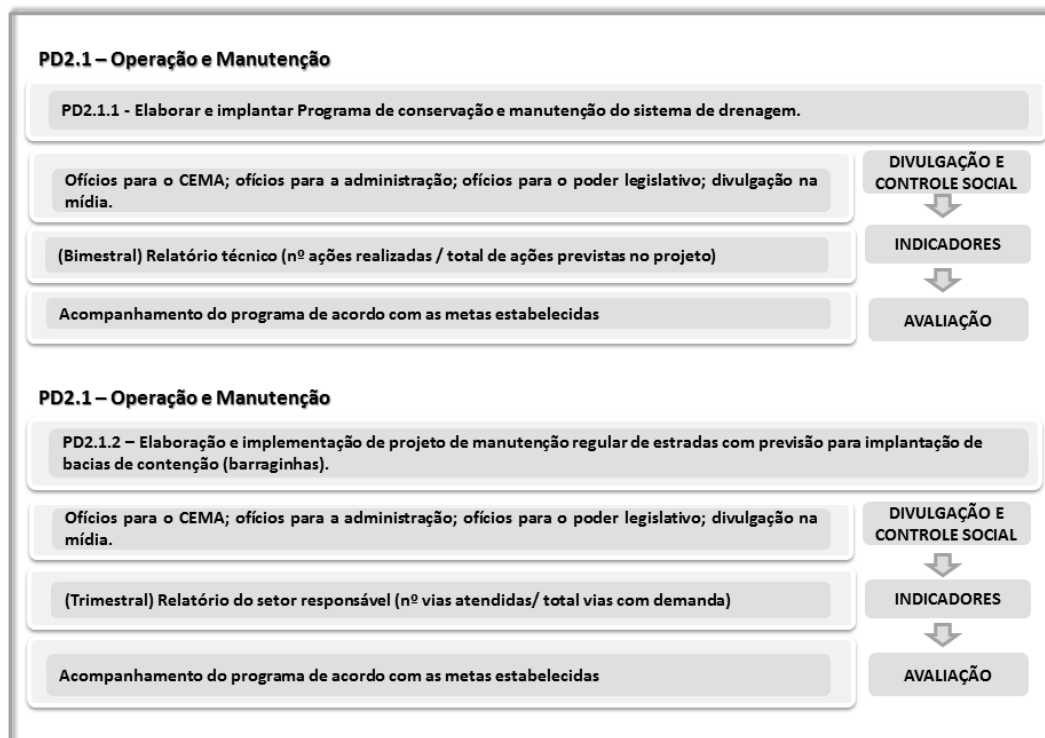 PD2.1 – Operação e Manutenção
PD2.1.1 - Elaborar e implantar Programa de conservação e manutenção do sistema de drenagem.
Ofícios para o CEMA; ofícios para a administração; ofícios para o poder legislativo; divulgação na
mídia.
DIVULGAÇÃO E
CONTROLE SOCIAL
(Bimestral) Relatório técnico (nº ações realizadas / total de ações previstas no projeto)
INDICADORES
Acompanhamento do programa de acordo com as metas estabelecidas
AVALIAÇÃO
PD2.1 – Operação e Manutenção
PD2.1.2 – Elaboração e implementação de projeto de manutenção regular de estradas com previsão para implantação de
bacias de contenção (barraginhas).
Ofícios para o CEMA; ofícios para a administração; ofícios para o poder legislativo; divulgação na
mídia.
DIVULGAÇÃO E
CONTROLE SOCIAL
(Trimestral) Relatório do setor responsável (nº vias atendidas/ total vias com demanda)
INDICADORES
Acompanhamento do programa de acordo com as metas estabelecidas
AVALIAÇÃO